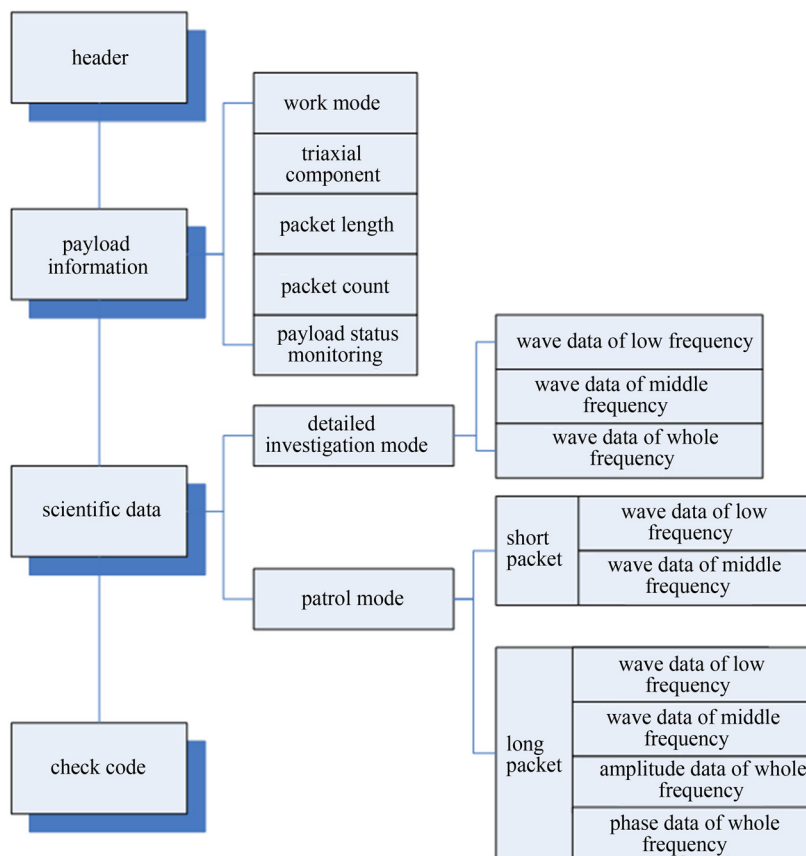 header
payload
information
work mode
triaxial
component
packet length
packet count
payload status
monitoring
scientific data
detailed
investigation mode
wave data of low frequency
wave data of middle
frequency
wave data of whole
frequency
patrol mode
short
packet
wave data of low
frequency
wave data of middle
frequency
long
packet
wave data of low
frequency
wave data of middle
frequency
amplitude data of whole
frequency
phase data of whole
frequency
check code